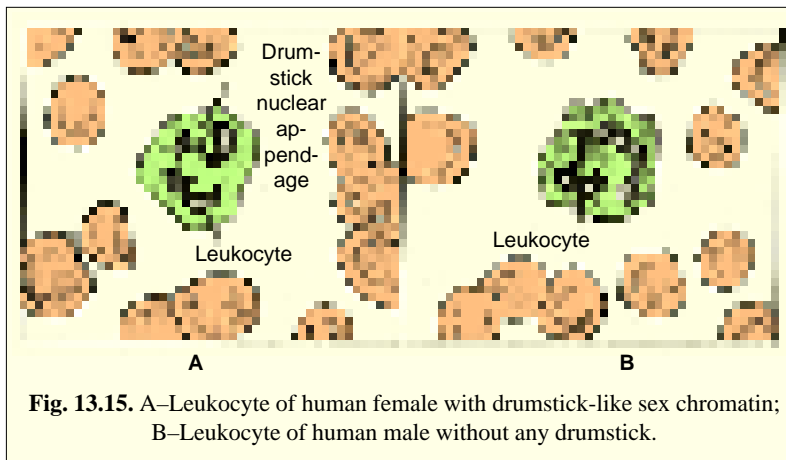 Drum-
stick
nuclear
ap-
pend-
age
Leukocyte
Leukocyte
A
B
Fig. 13.15. A–Leukocyte of human female with drumstick-like sex chromatin;
B–Leukocyte of human male without any drumstick.